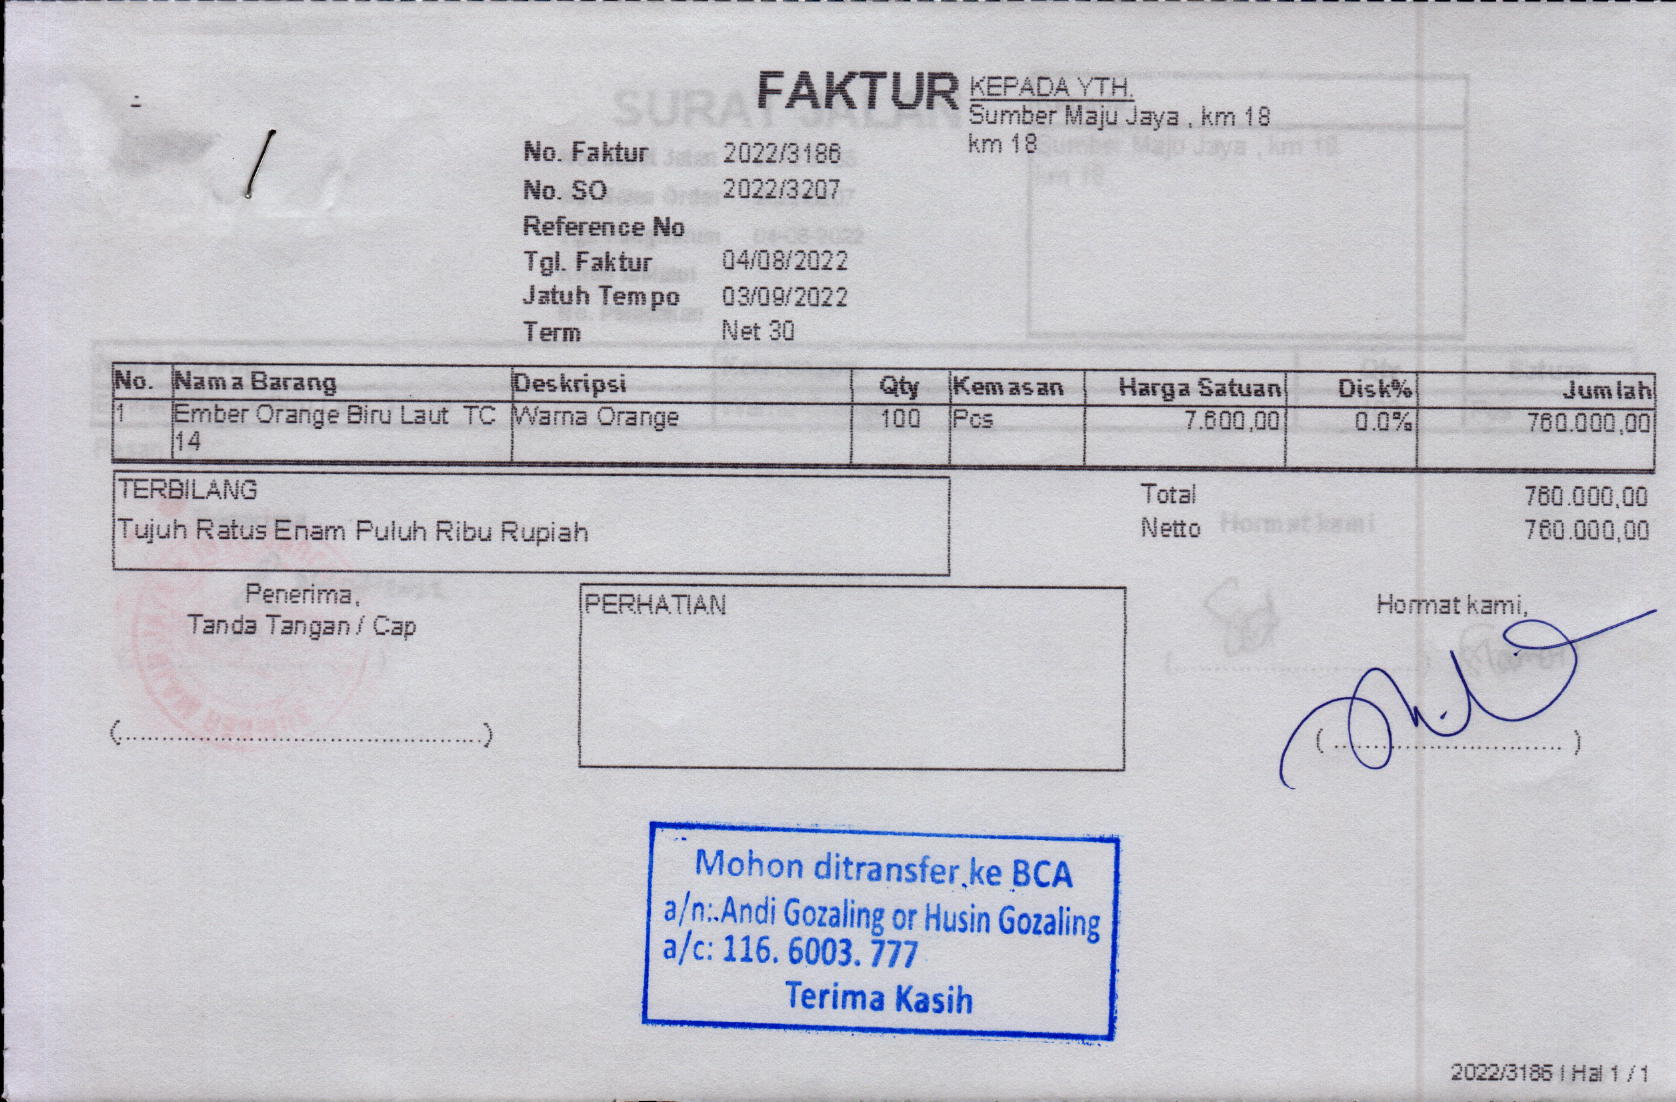 FAKTUR
KEPADA YTH.
Sumber Maju Jaya , km 18
km 18
No. Faktur 2022/3186
No. SO 2022/3207
Reference No
Tgl. Faktur 04/08/2022
Jatuh Tempo 03/09/2022
Term Net 30
No. Nama Barang Deskripsi Qty Kemasan Harga Satuan Disk% Jumlah
1 Ember Orange Biru Laut TC Warna Orange 100 Pcs 7.600,00 0.0% 760.000,00
14
TERBILANG
Tujuh Ratus Enam Puluh Ribu Rupiah
Total 760.000,00
Netto 760.000,00
Penerima,
Tanda Tangan / Cap
PERHATIAN
Hormat kami,
(................................................)
( .............................. )
Mohon ditransfer ke BCA
a/n: Andi Gozaling or Husin Gozaling
a/c: 116. 6003. 777
Terima Kasih
2022/3186 | Hal 1 / 1